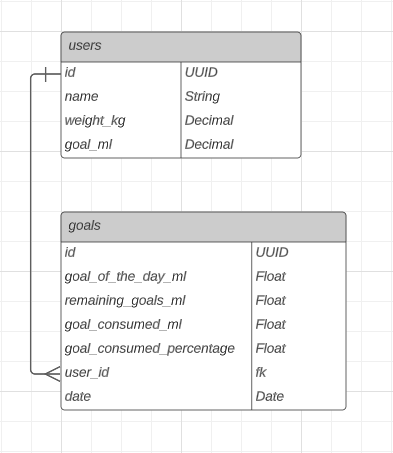 users
id UUID
name String
weight_kg Decimal
goal_ml Decimal
goals
id UUID
goal_of_the_day_ml Float
remaining_goals_ml Float
goal_consumed_ml Float
goal_consumed_percentage Float
user_id fk
date Date